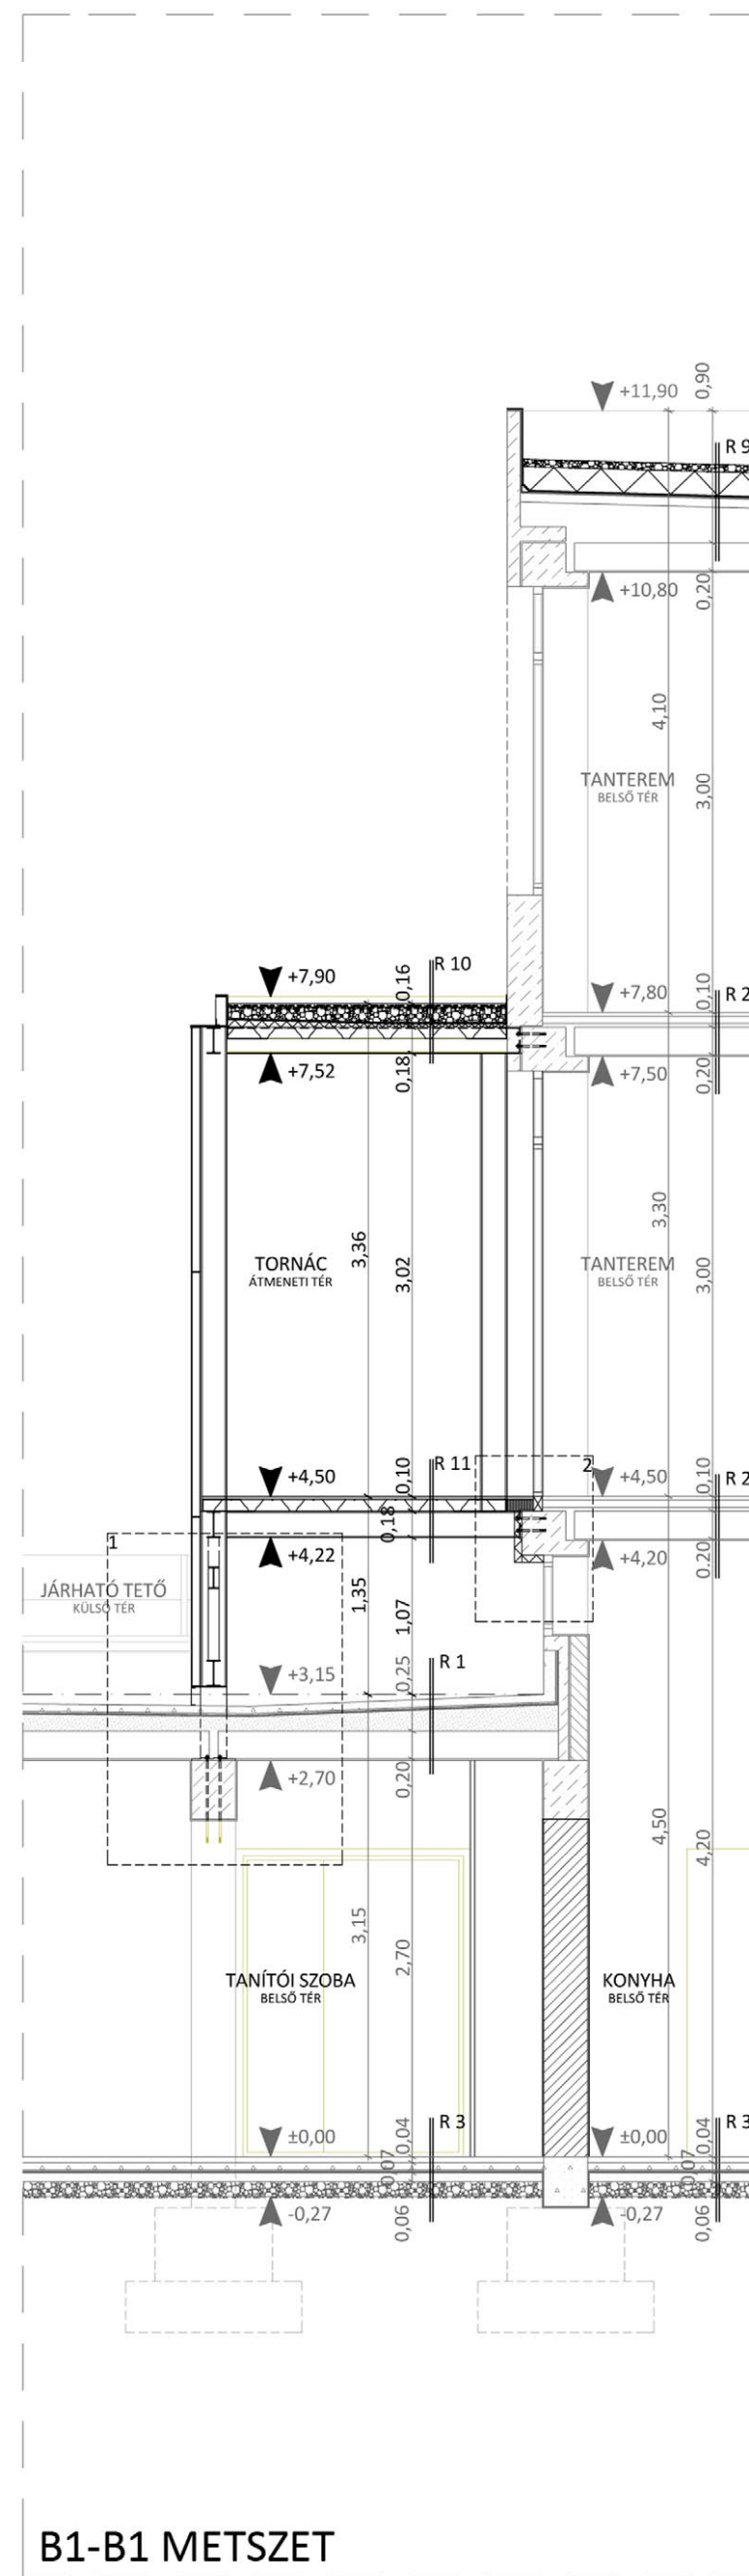 +11,90
0,90
R 9
+10,80
0,20
4,10
TANTEREM
BELSŐ TÉR
3,00
R 10
+7,90
0,16
+7,80
0,10
R 2
+7,52
0,18
+7,50
0,20
3,30
TORNÁC
ÁTMENETI TÉR
3,36
3,02
TANTEREM
BELSŐ TÉR
3,00
R 11
+4,50
0,10
2
+4,50
0,10
R 2
0,18
1
+4,22
+4,20
0,20
JÁRHATÓ TETŐ
KÜLSŐ TÉR
1,35
1,07
R 1
+3,15
0,25
+2,70
0,20
4,50
4,20
3,15
2,70
TANÍTÓI SZOBA
BELSŐ TÉR
KONYHA
BELSŐ TÉR
R 3
±0,00
0,04
0,07
±0,00
0,04
0,07
R 3
-0,27
0,06
-0,27
0,06
B1-B1 METSZET